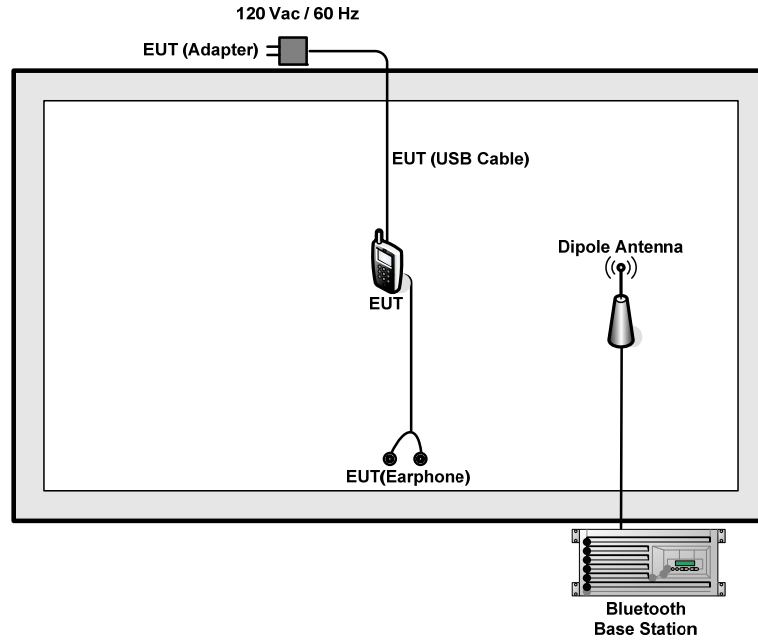 120 Vac / 60 Hz
EUT (Adapter)
EUT (USB Cable)
Dipole Antenna
EUT
EUT(Earphone)
Bluetooth
Base Station